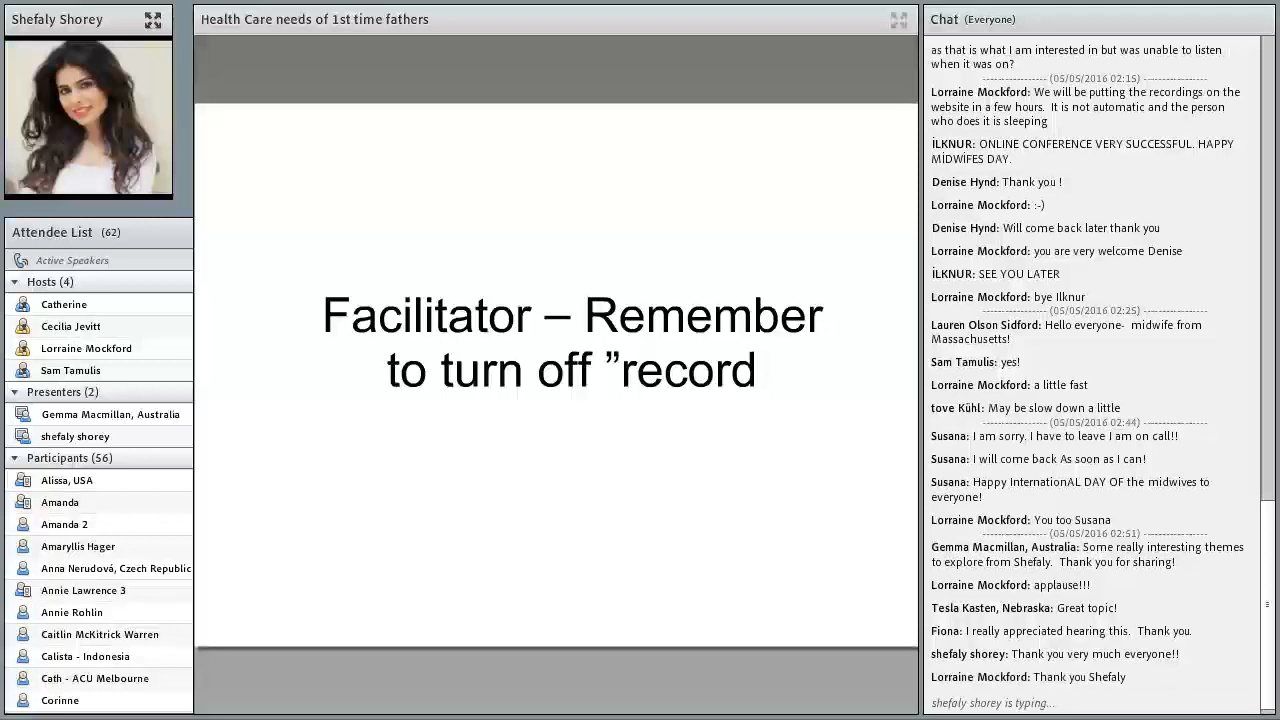 Shefaly Shorey
Health Care needs of 1st time fathers
Facilitator – Remember
to turn off ”record
Attendee List (62)
Active Speakers
Hosts (4)
Catherine
Cecilia Jevitt
Lorraine Mockford
Sam Tamulis
Presenters (2)
Gemma Macmillan, Australia
shefaly shorey
Participants (56)
Alissa, USA
Amanda
Amanda 2
Amaryllis Hager
Anna Nerudová, Czech Republic
Annie Lawrence 3
Annie Rohlin
Caitlin McKitrick Warren
Calista - Indonesia
Cath - ACU Melbourne
Corinne
Chat (Everyone)
as that is what I am interested in but was unable to listen
when it was on?
----------------- (05/05/2016 02:15) -----------------
Lorraine Mockford: We will be putting the recordings on the
website in a few hours. It is not automatic and the person
who does it is sleeping
İLKNUR: ONLINE CONFERENCE VERY SUCCESSFUL. HAPPY
MİDWİFES DAY.
Denise Hynd: Thank you !
Lorraine Mockford: :-)
Denise Hynd: Will come back later thank you
Lorraine Mockford: you are very welcome Denise
İLKNUR: SEE YOU LATER
Lorraine Mockford: bye Ilknur
----------------- (05/05/2016 02:25) -----------------
Lauren Olson Sidford: Hello everyone- midwife from
Massachusetts!
Sam Tamulis: yes!
Lorraine Mockford: a little fast
tove Kühl: May be slow down a little
----------------- (05/05/2016 02:44) -----------------
Susana: I am sorry. I have to leave I am on call!!
Susana: I will come back As soon as I can!
Susana: Happy InternationAL DAY OF the midwives to
everyone!
Lorraine Mockford: You too Susana
----------------- (05/05/2016 02:51) -----------------
Gemma Macmillan, Australia: Some really interesting themes
to explore from Shefaly. Thank you for sharing!
Lorraine Mockford: applause!!!
Tesla Kasten, Nebraska: Great topic!
Fiona: I really appreciated hearing this. Thank you.
shefaly shorey: Thank you very much everyone!!
Lorraine Mockford: Thank you Shefaly
shefaly shorey is typing...